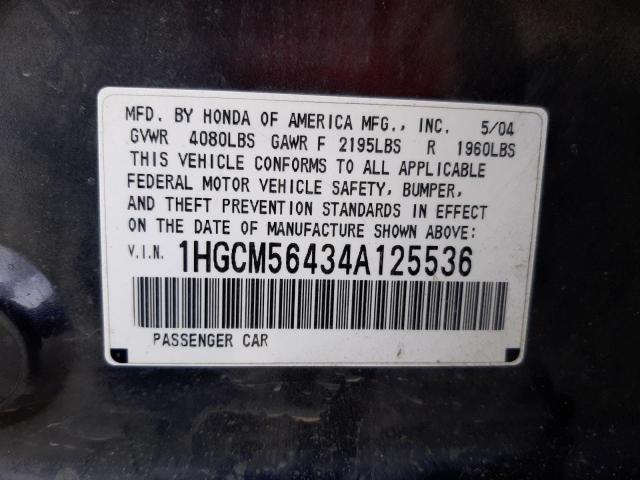 MFD. BY HONDA OF AMERICA MFG., INC. 5/04
GVWR 4080LBS GAWR F 2195LBS R 1960LBS
THIS VEHICLE CONFORMS TO ALL APPLICABLE
FEDERAL MOTOR VEHICLE SAFETY, BUMPER,
AND THEFT PREVENTION STANDARDS IN EFFECT
ON THE DATE OF MANUFACTURE SHOWN ABOVE:
V.I.N. 1HGCM56434A125536
PASSENGER CAR